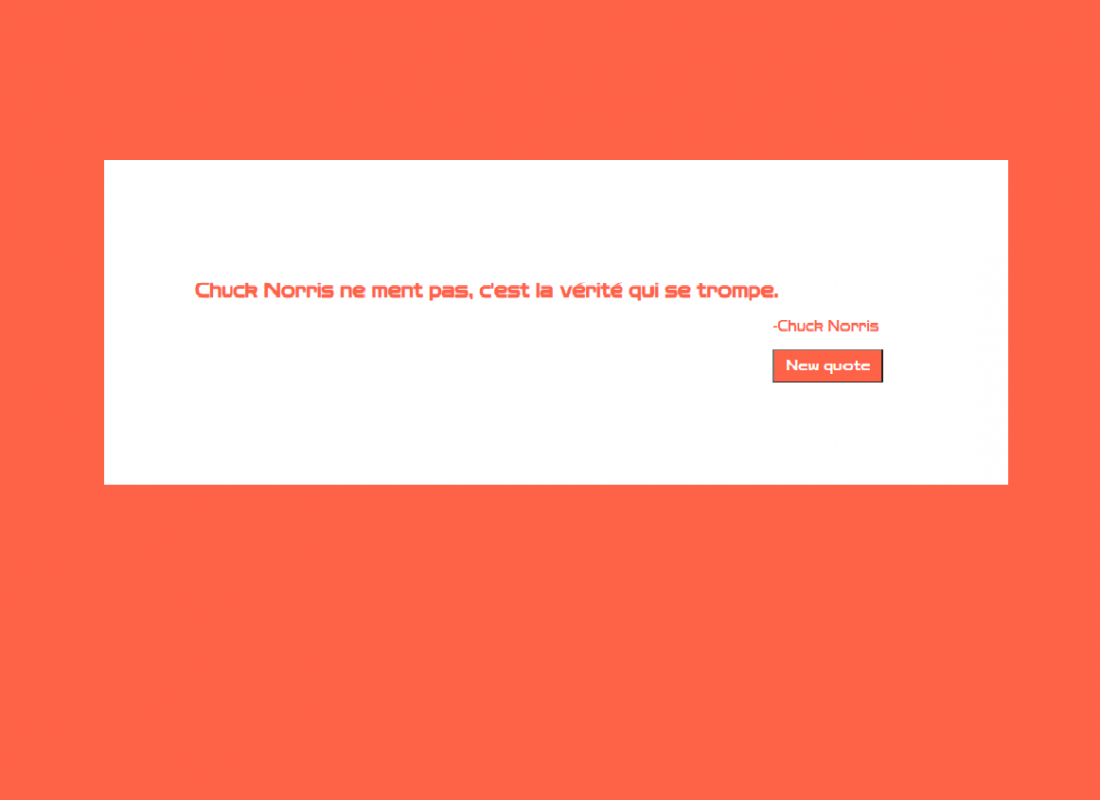 Chuck Norris ne ment pas, c'est la vérité qui se trompe.
-Chuck Norris
New quote